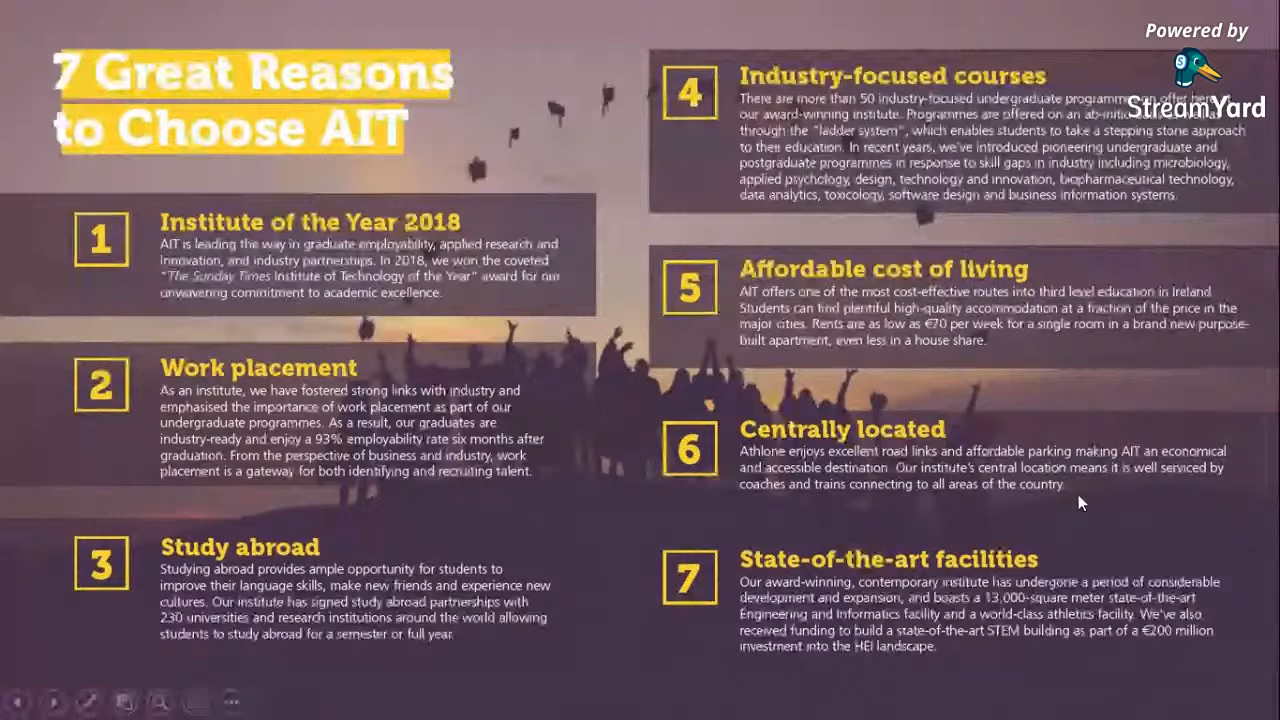 7 Great Reasons
to Choose AIT
1
Institute of the Year 2018
AIT is leading the way in graduate employability, applied research and
innovation, and industry partnerships. In 2018, we won the coveted
"The Sunday Times Institute of Technology of the Year" award for our
unwavering commitment to academic excellence.
2
Work placement
As an institute, we have fostered strong links with industry and
emphasised the importance of work placement as part of our
undergraduate programmes. As a result, our graduates are
industry-ready and enjoy a 93% employability rate six months after
graduation. From the perspective of business and industry, work
placement is a gateway for both identifying and recruiting talent.
3
Study abroad
Studying abroad provides ample opportunity for students to
improve their language skills, make new friends and experience new
cultures. Our institute has signed study abroad partnerships with
230 universities and research institutions around the world allowing
students to study abroad for a semester or full year.
4
Industry-focused courses
There are more than 50 industry-focused undergraduate programmes on offer here at
our award-winning institute. Programmes are offered on an ab-initio basis as well as
through the "ladder system", which enables students to take a stepping stone approach
to their education. In recent years, we've introduced pioneering undergraduate and
postgraduate programmes in response to skill gaps in industry including microbiology,
applied psychology, design, technology and innovation, biopharmaceutical technology,
data analytics, toxicology, software design and business information systems.
5
Affordable cost of living
AIT offers one of the most cost-effective routes into third level education in Ireland.
Students can find plentiful high-quality accommodation at a fraction of the price in the
major cities. Rents are as low as €70 per week for a single room in a brand new purpose-
built apartment, even less in a house share.
6
Centrally located
Athlone enjoys excellent road links and affordable parking making AIT an economical
and accessible destination. Our institute's central location means it is well serviced by
coaches and trains connecting to all areas of the country.
7
State-of-the-art facilities
Our award-winning, contemporary institute has undergone a period of considerable
development and expansion, and boasts a 13,000-square meter state-of-the-art
Engineering and Informatics facility and a world-class athletics facility. We've also
received funding to build a state-of-the-art STEM building as part of a €200 million
investment into the HEI landscape.
Powered by
StreamYard